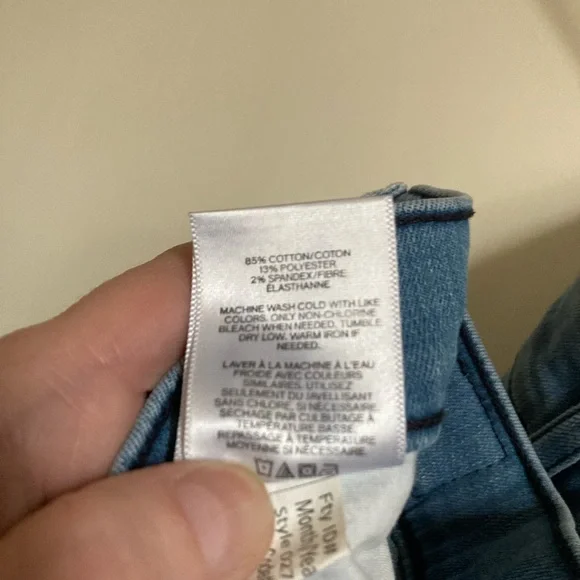 85% COTTON/COTON
13% POLYESTER
2% SPANDEX/FIBRE
ELASTHANNE
MACHINE WASH COLD WITH LIKE
COLORS. ONLY NON-CHLORINE
BLEACH WHEN NEEDED. TUMBLE
DRY LOW. WARM IRON IF
NEEDED.
LAVER À LA MACHINE À L'EAU
FROIDE AVEC COULEURS
SIMILAIRES. UTILISEZ
SEULEMENT DU JAVELLISANT
SANS CHLORE, SI NÉCESSAIRE.
SÉCHAGE PAR CULBUTAGE À
TEMPÉRATURE BASSE.
REPASSAGE À TEMPÉRATURE
MOYENNE SI NÉCESSAIRE.
Fty ID#
Month/Yea
Style 027